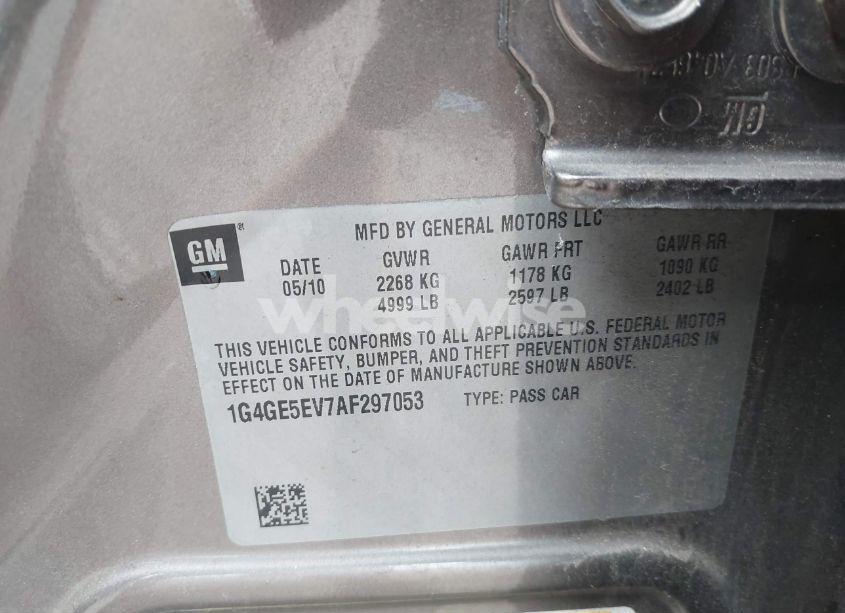 GM
MFD BY GENERAL MOTORS LLC
DATE GVWR GAWR FRT GAWR RR
05/10 2268 KG 1178 KG 1090 KG
4999 LB 2597 LB 2402 LB
wheelwise
THIS VEHICLE CONFORMS TO ALL APPLICABLE U.S. FEDERAL MOTOR
VEHICLE SAFETY, BUMPER, AND THEFT PREVENTION STANDARDS IN
EFFECT ON THE DATE OF MANUFACTURE SHOWN ABOVE.
1G4GE5EV7AF297053 TYPE: PASS CAR
GM